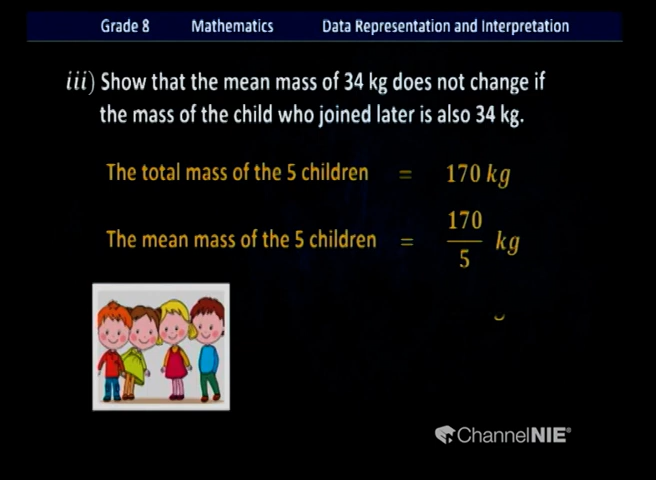 Grade 8 Mathematics Data Representation and Interpretation
iii) Show that the mean mass of 34 kg does not change if
the mass of the child who joined later is also 34 kg.
The total mass of the 5 children = 170 kg
The mean mass of the 5 children = 170/5 kg
ChannelNIE